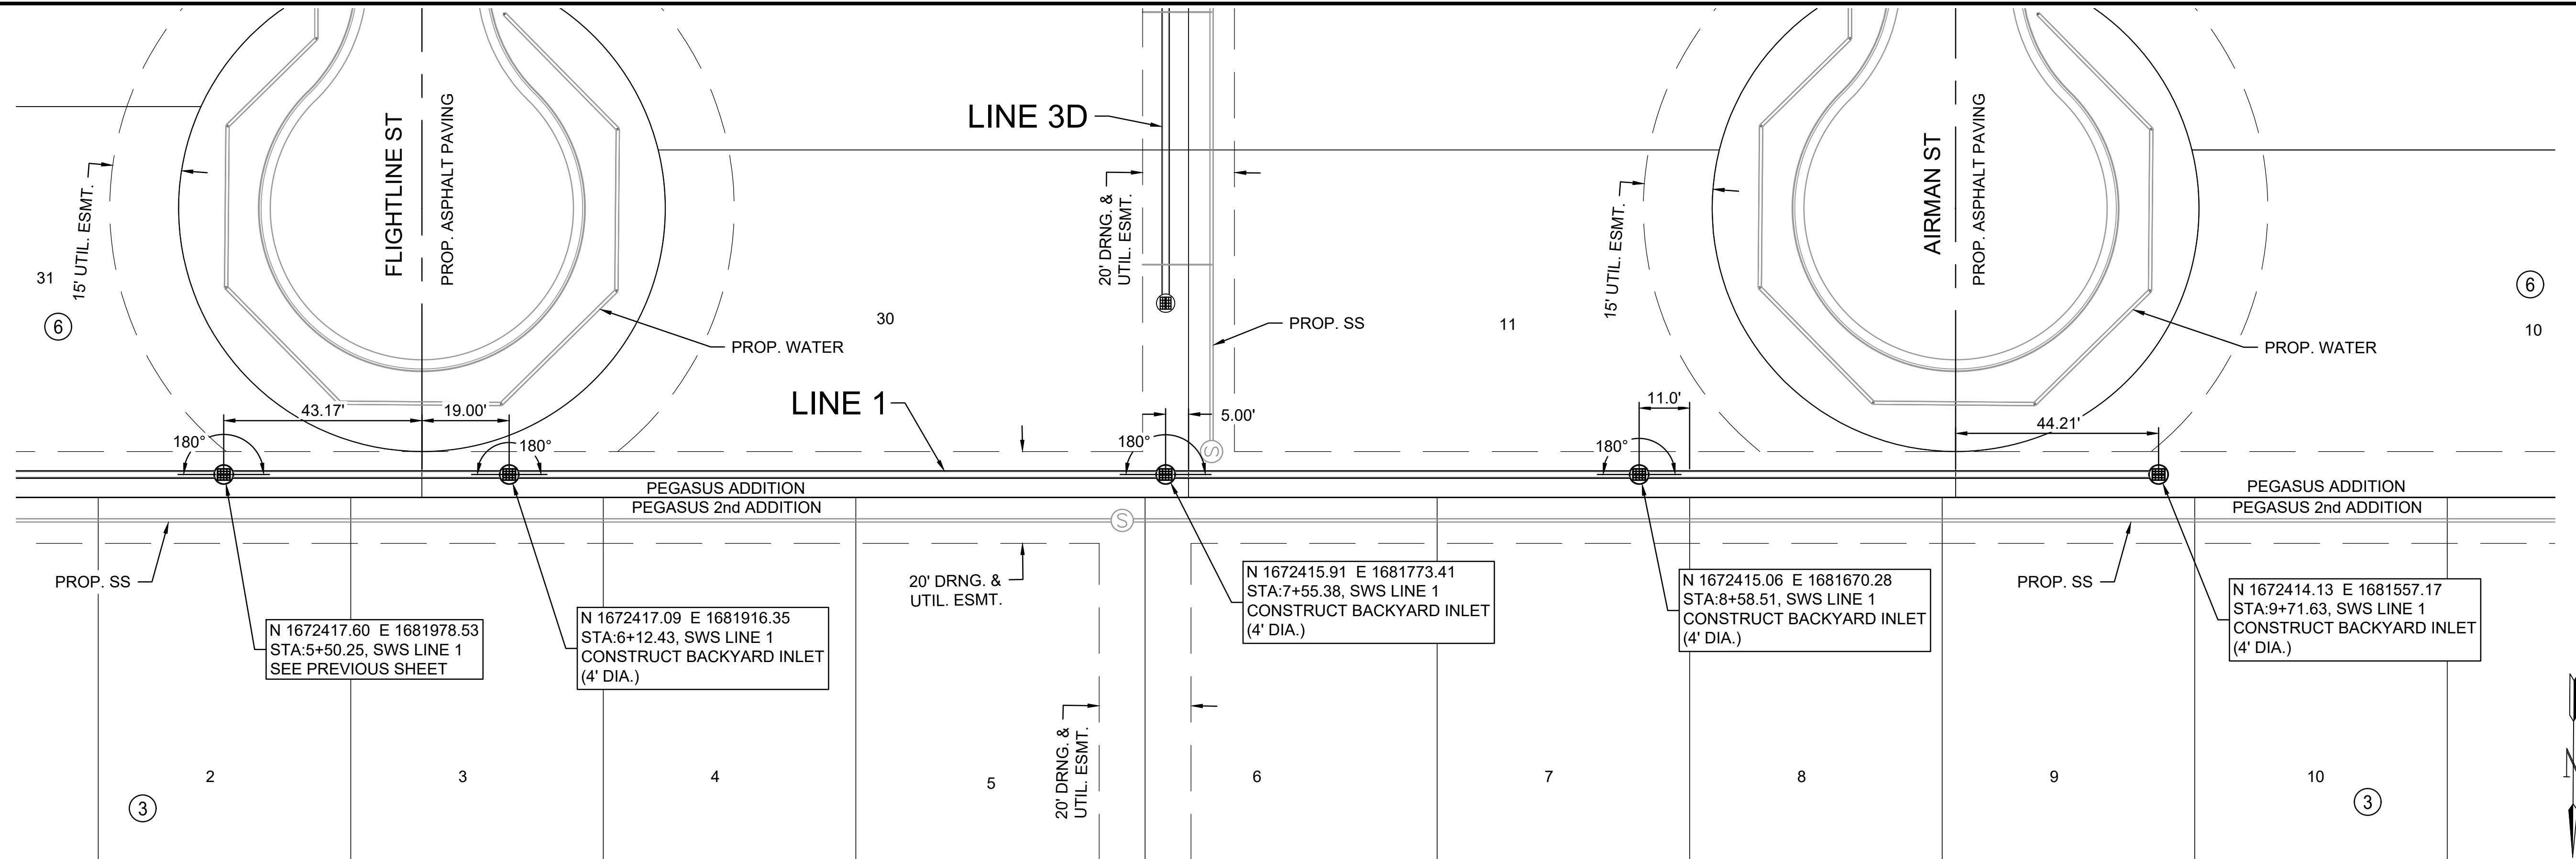 LINE 3D
FLIGHTLINE ST
PROP. ASPHALT PAVING
AIRMAN ST
PROP. ASPHALT PAVING
15' UTIL. ESMT.
20' DRNG. &
UTIL. ESMT.
15' UTIL. ESMT.
31
6
30
PROP. SS
11
6
10
PROP. WATER
PROP. WATER
LINE 1
43.17'
19.00'
5.00'
11.0'
44.21'
180°
180°
180°
180°
S
PEGASUS ADDITION
PEGASUS 2nd ADDITION
PEGASUS ADDITION
PEGASUS 2nd ADDITION
S
PROP. SS
20' DRNG. &
UTIL. ESMT.
PROP. SS
N 1672417.60 E 1681978.53
STA:5+50.25, SWS LINE 1
SEE PREVIOUS SHEET
N 1672417.09 E 1681916.35
STA:6+12.43, SWS LINE 1
CONSTRUCT BACKYARD INLET
(4' DIA.)
N 1672415.91 E 1681773.41
STA:7+55.38, SWS LINE 1
CONSTRUCT BACKYARD INLET
(4' DIA.)
N 1672415.06 E 1681670.28
STA:8+58.51, SWS LINE 1
CONSTRUCT BACKYARD INLET
(4' DIA.)
N 1672414.13 E 1681557.17
STA:9+71.63, SWS LINE 1
CONSTRUCT BACKYARD INLET
(4' DIA.)
20' DRNG. &
UTIL. ESMT.
2
3
4
5
6
7
8
9
10
3
3